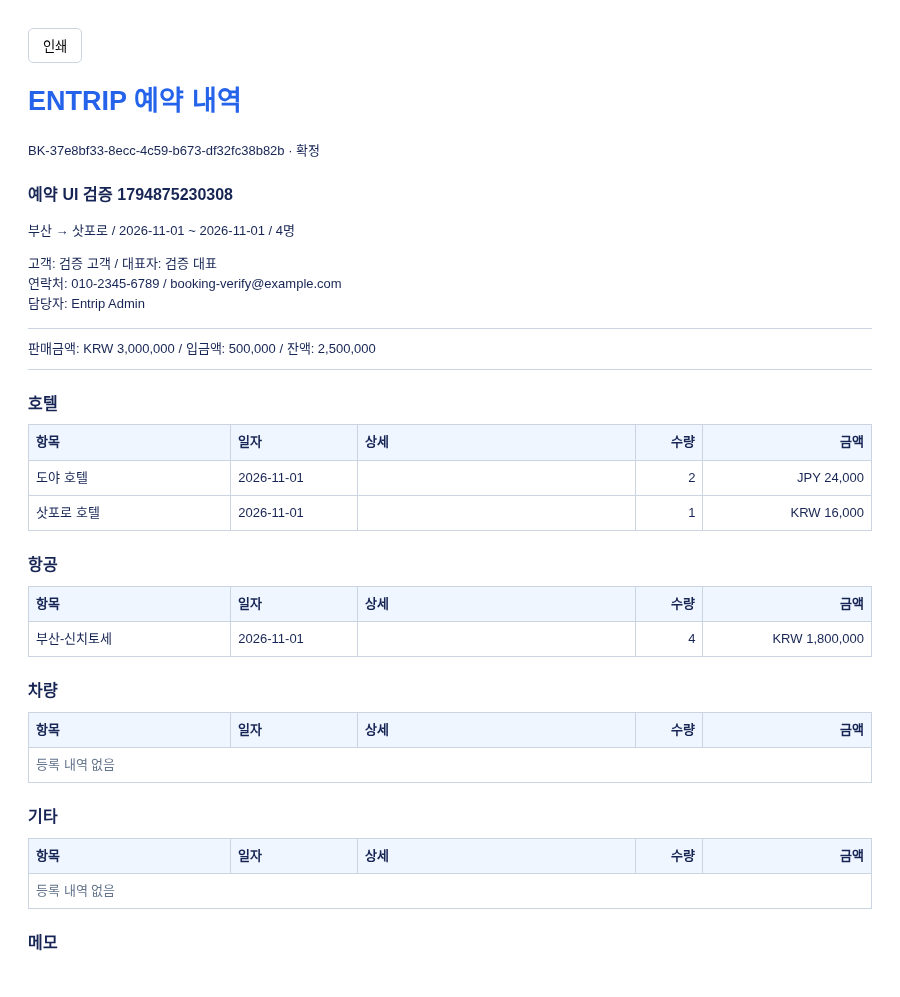 인쇄
ENTRIP 예약 내역
BK-37e8bf33-8ecc-4c59-b673-df32fc38b82b · 확정
예약 UI 검증 1794875230308
부산 → 삿포로 / 2026-11-01 ~ 2026-11-01 / 4명
고객: 검증 고객 / 대표자: 검증 대표
연락처: 010-2345-6789 / booking-verify@example.com
담당자: Entrip Admin
판매금액: KRW 3,000,000 / 입금액: 500,000 / 잔액: 2,500,000
호텔
항목 일자 상세 수량 금액
도야 호텔 2026-11-01 2 JPY 24,000
삿포로 호텔 2026-11-01 1 KRW 16,000
항공
항목 일자 상세 수량 금액
부산-신치토세 2026-11-01 4 KRW 1,800,000
차량
항목 일자 상세 수량 금액
등록 내역 없음
기타
항목 일자 상세 수량 금액
등록 내역 없음
메모